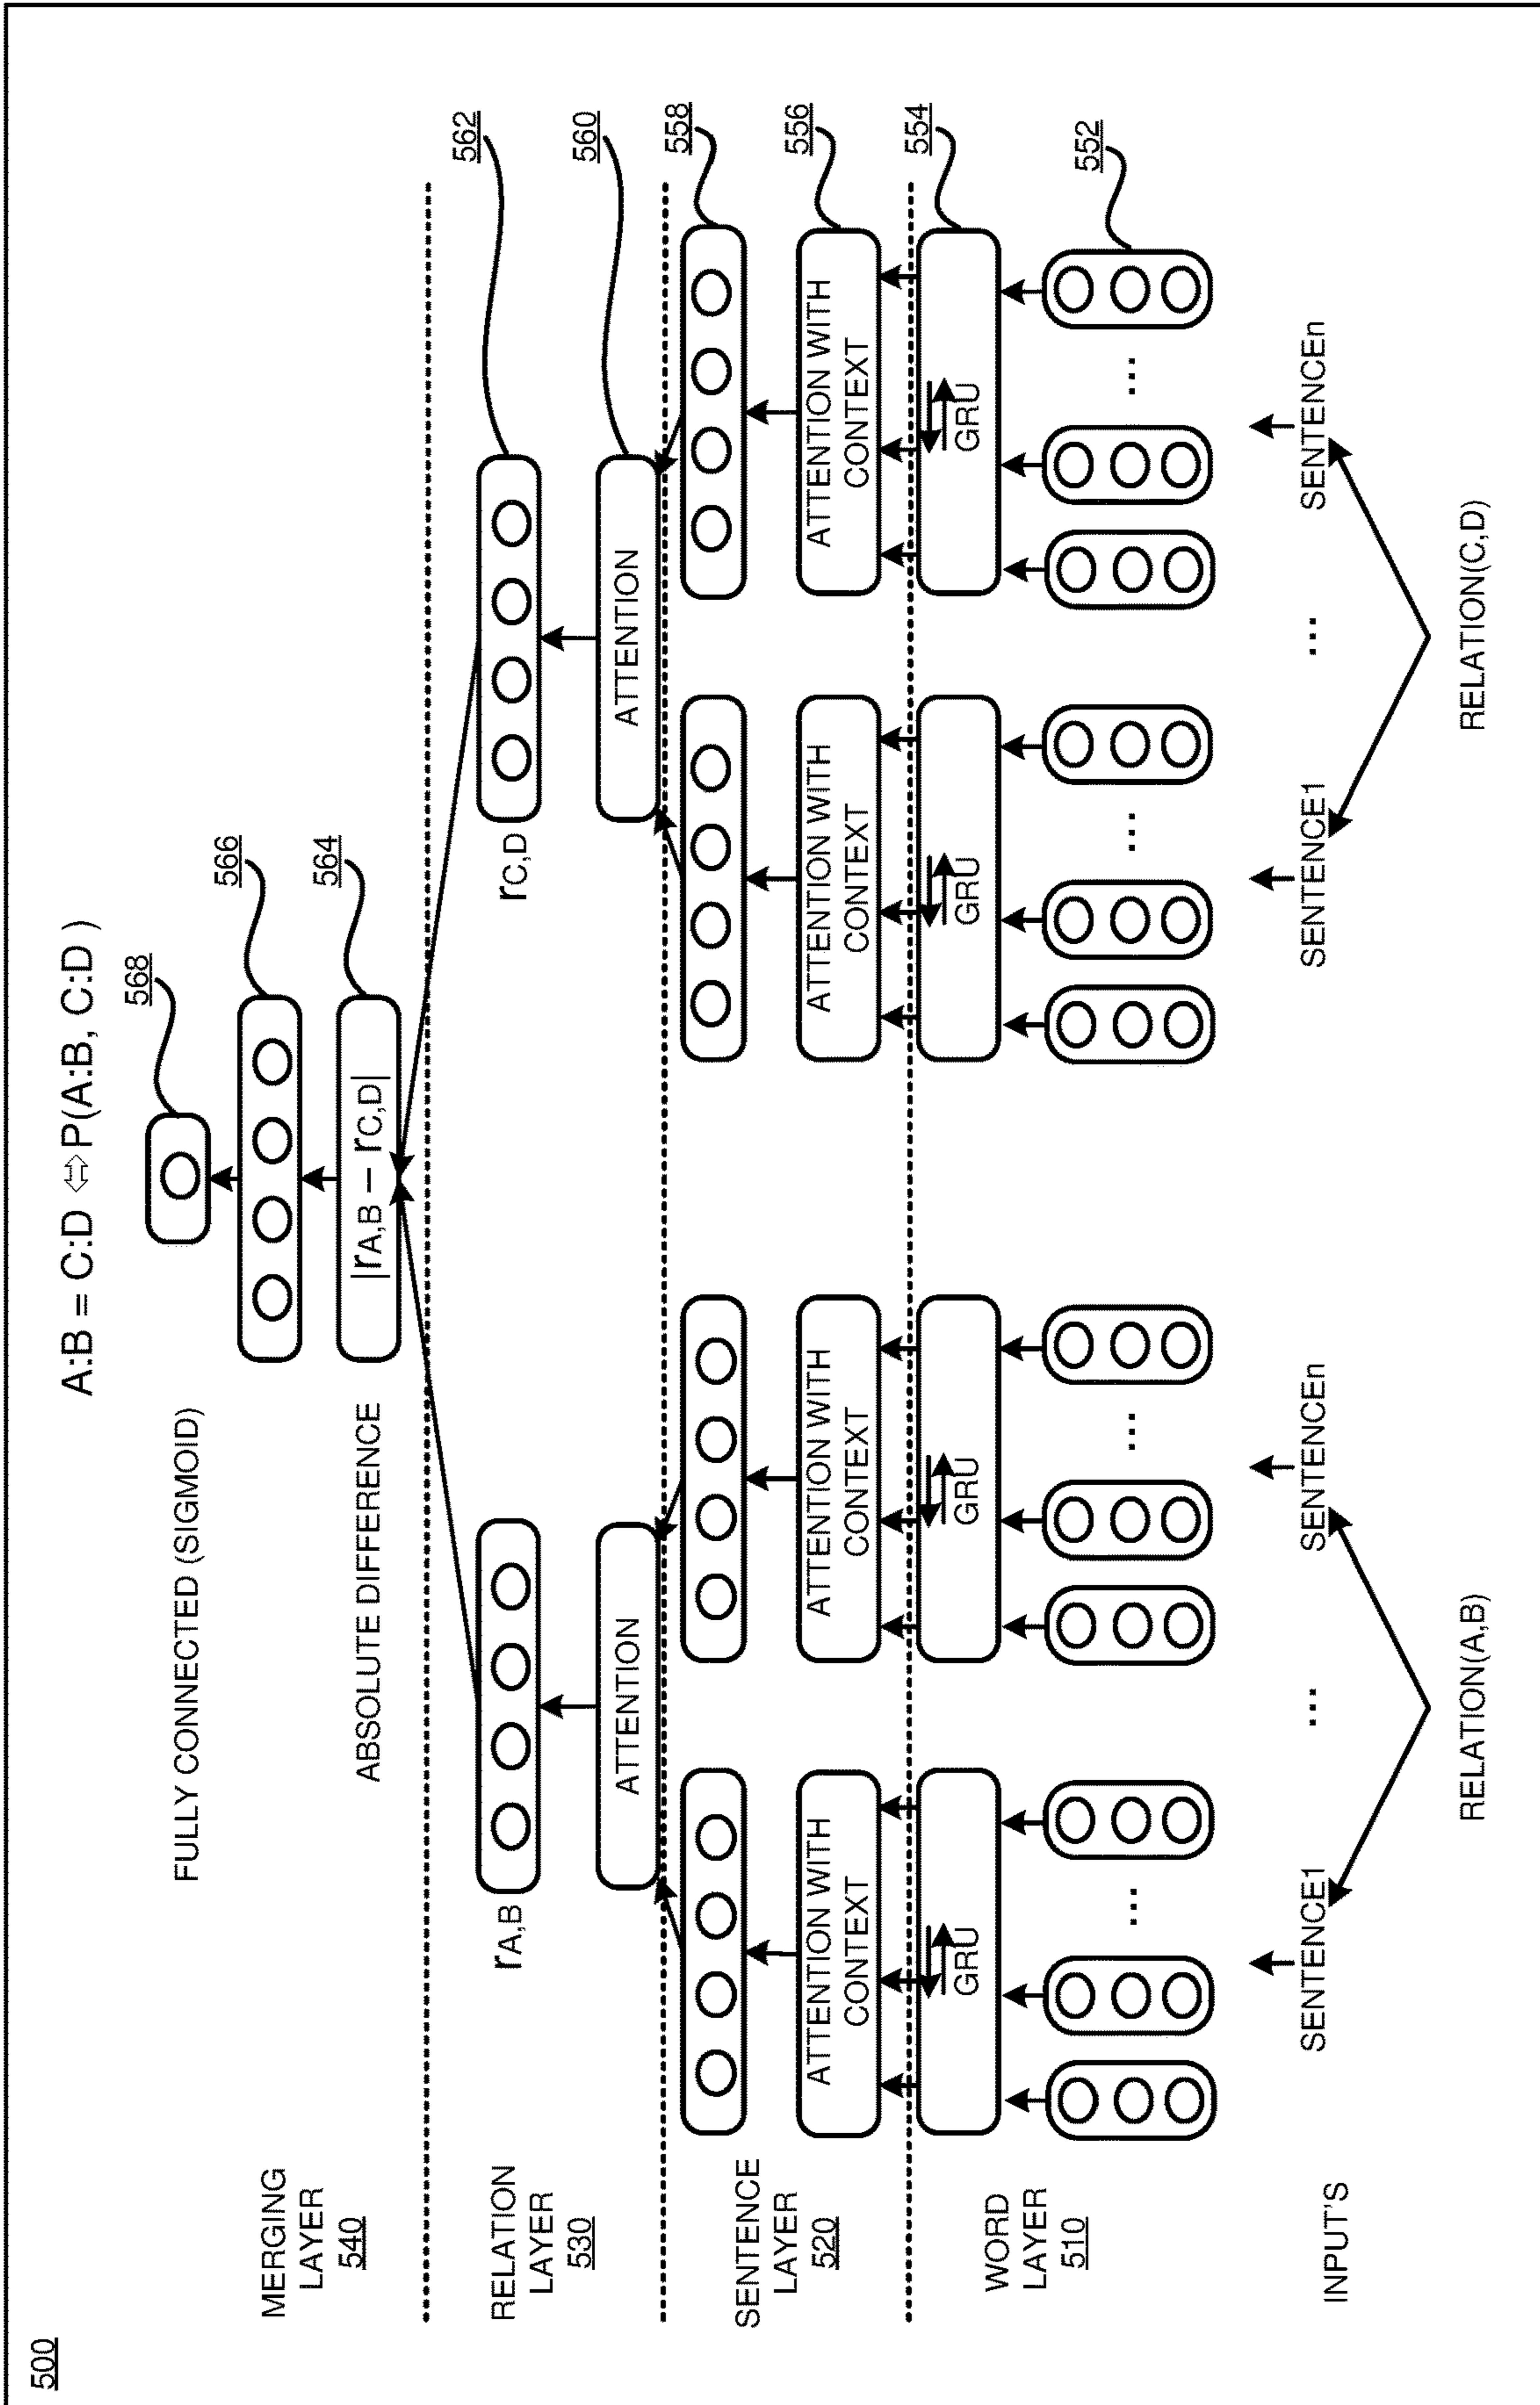 500
A:B = C:D ⇔ P(A:B, C:D )
568
FULLY CONNECTED (SIGMOID)
566
MERGING
LAYER
540
564
ABSOLUTE DIFFERENCE
|rA,B – rC,D|
RELATION
LAYER
530
rA,B
rC,D
562
ATTENTION
ATTENTION
560
SENTENCE
LAYER
520
558
ATTENTION WITH
CONTEXT
ATTENTION WITH
CONTEXT
ATTENTION WITH
CONTEXT
ATTENTION WITH
CONTEXT
556
WORD
LAYER
510
GRU
GRU
GRU
GRU
554
...
...
...
...
552
INPUT'S
SENTENCE1
...
SENTENCEn
SENTENCE1
...
SENTENCEn
RELATION(A,B)
RELATION(C,D)